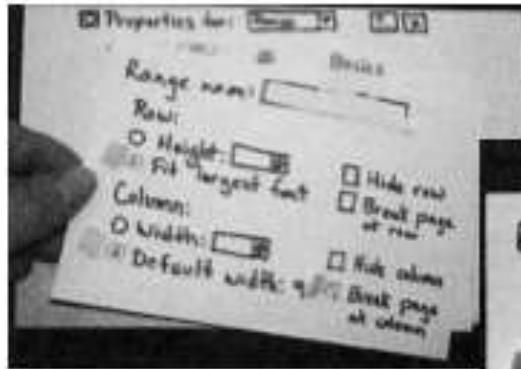 Properties for: Range
Basics
Range name:
Row:
Height:
Hide row
Fit largest font
Break page
at row
Column:
Width:
Hide column
Default width: 9
Break page
at column